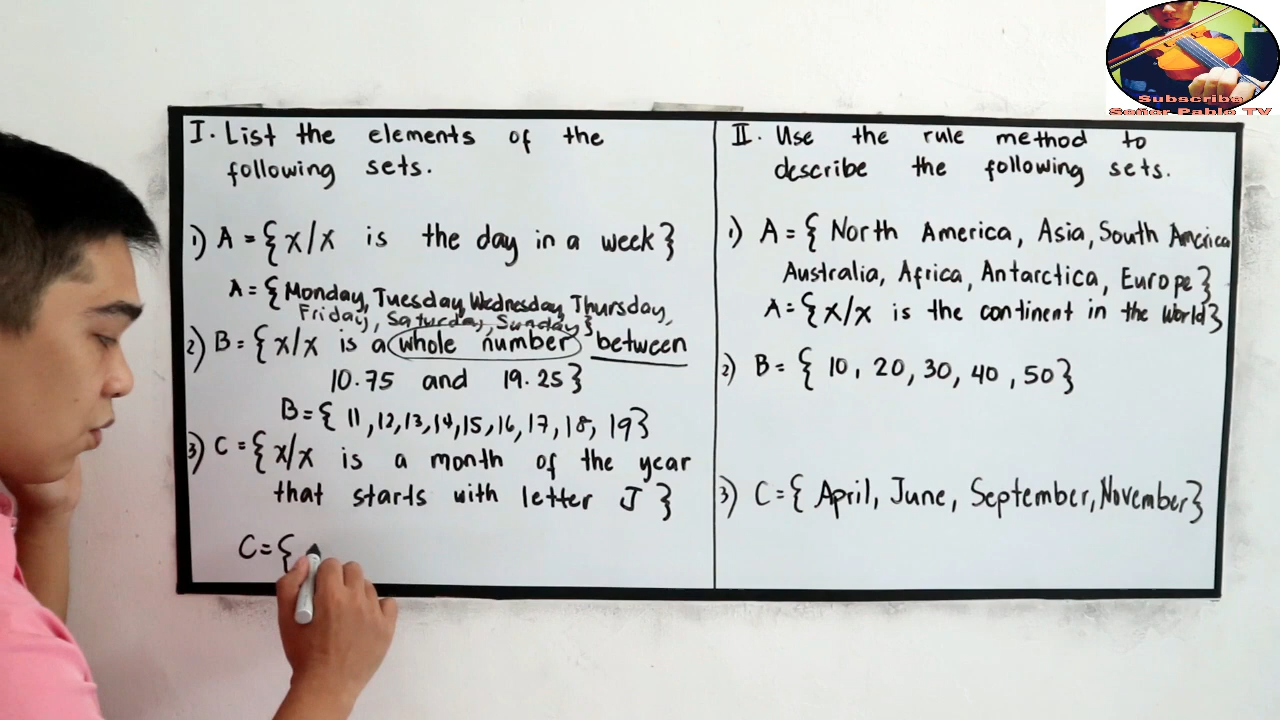 Subscribe
Señor Pablo TV
I. List the elements of the
following sets.
1) A = { x/x is the day in a week }
A = { Monday, Tuesday, Wednesday, Thursday,
Friday, Saturday, Sunday }
2) B = { x/x is a whole number between
10.75 and 19.25 }
B = { 11, 12, 13, 14, 15, 16, 17, 18, 19 }
3) C = { x/x is a month of the year
that starts with letter J }
C = {
II. Use the rule method to
describe the following sets.
1) A = { North America, Asia, South America
Australia, Africa, Antarctica, Europe }
A = { x/x is the continent in the world }
2) B = { 10, 20, 30, 40, 50 }
3) C = { April, June, September, November }